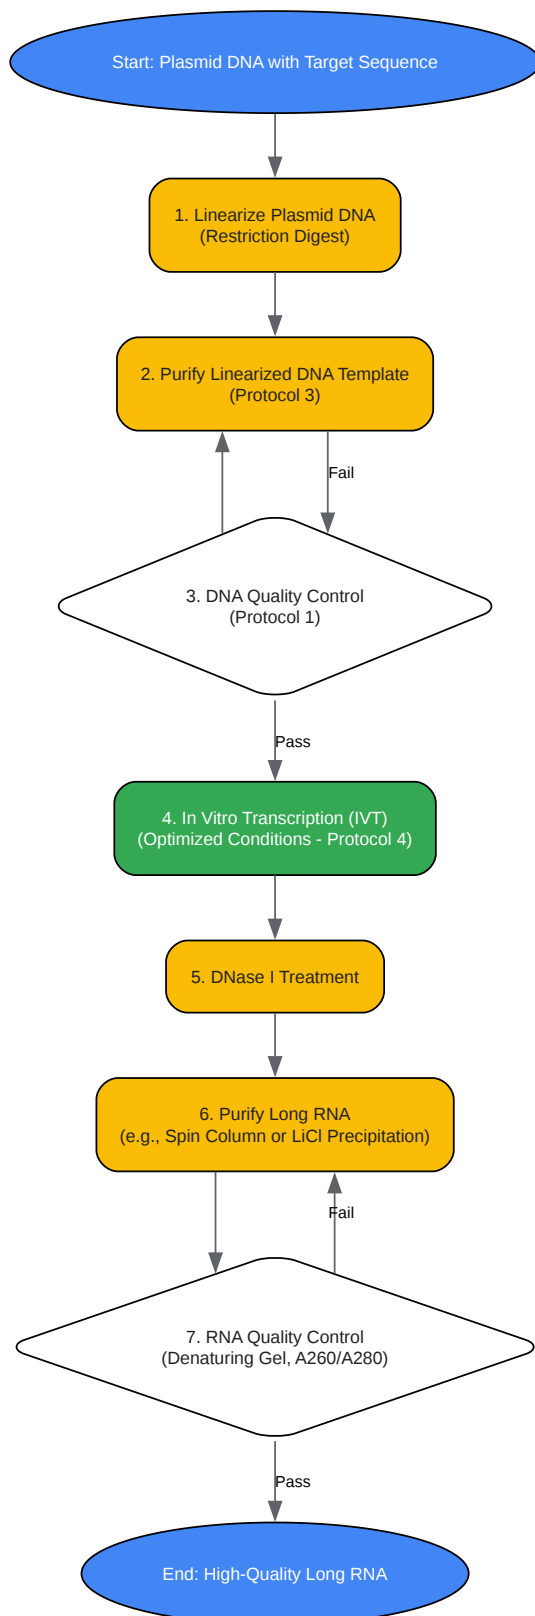 Start: Plasmid DNA with Target Sequence
1. Linearize Plasmid DNA
(Restriction Digest)
2. Purify Linearized DNA Template
(Protocol 3)
Fail
3. DNA Quality Control
(Protocol 1)
Pass
4. In Vitro Transcription (IVT)
(Optimized Conditions - Protocol 4)
5. DNase I Treatment
6. Purify Long RNA
(e.g., Spin Column or LiCl Precipitation)
Fail
7. RNA Quality Control
(Denaturing Gel, A260/A280)
Pass
End: High-Quality Long RNA